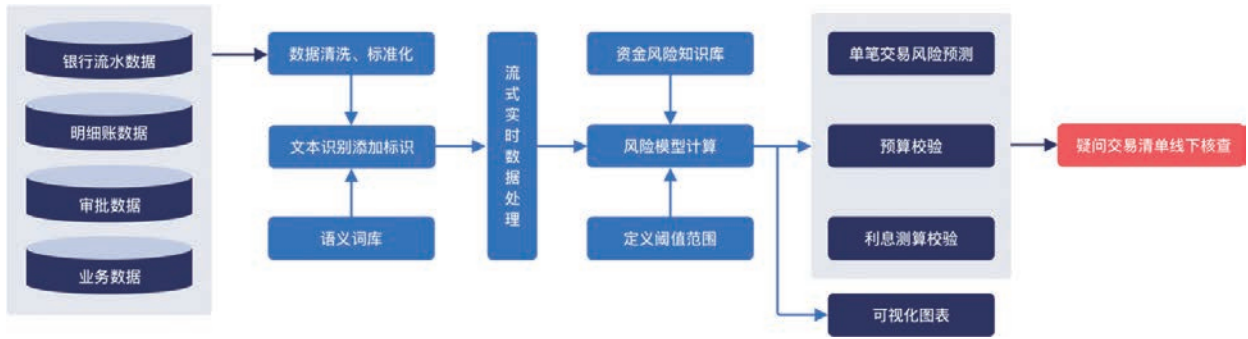 银行流水数据
明细账数据
审批数据
业务数据
数据清洗、标准化
文本识别添加标识
语义词库
流式实时数据处理
资金风险知识库
风险模型计算
定义阈值范围
单笔交易风险预测
预算校验
利息测算校验
可视化图表
疑问交易清单线下核查